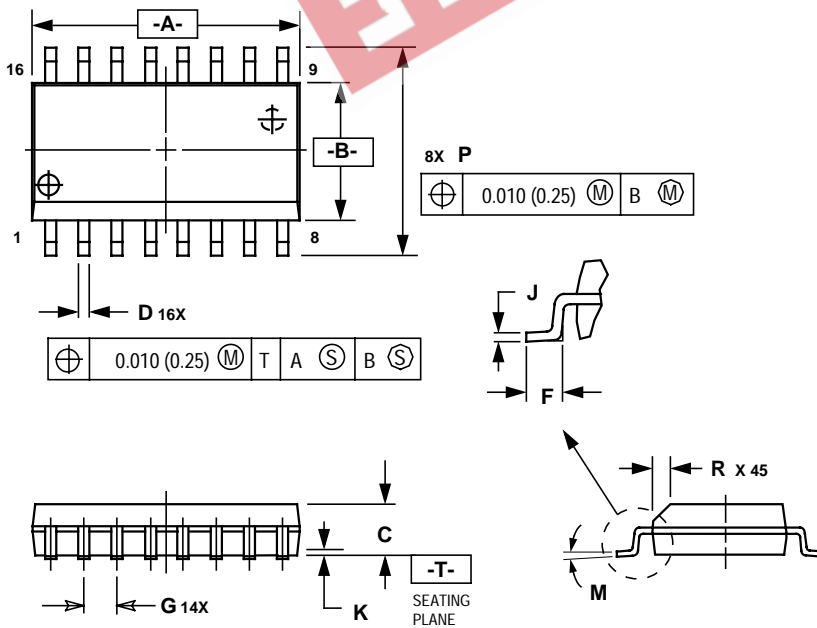 -A-
16
9
-B-
8X P
0.010 (0.25) M B M
1
8
J
D 16X
0.010 (0.25) M T A S B S
F
R X 45
C
-T-
G 14X
K
SEATING
PLANE
M